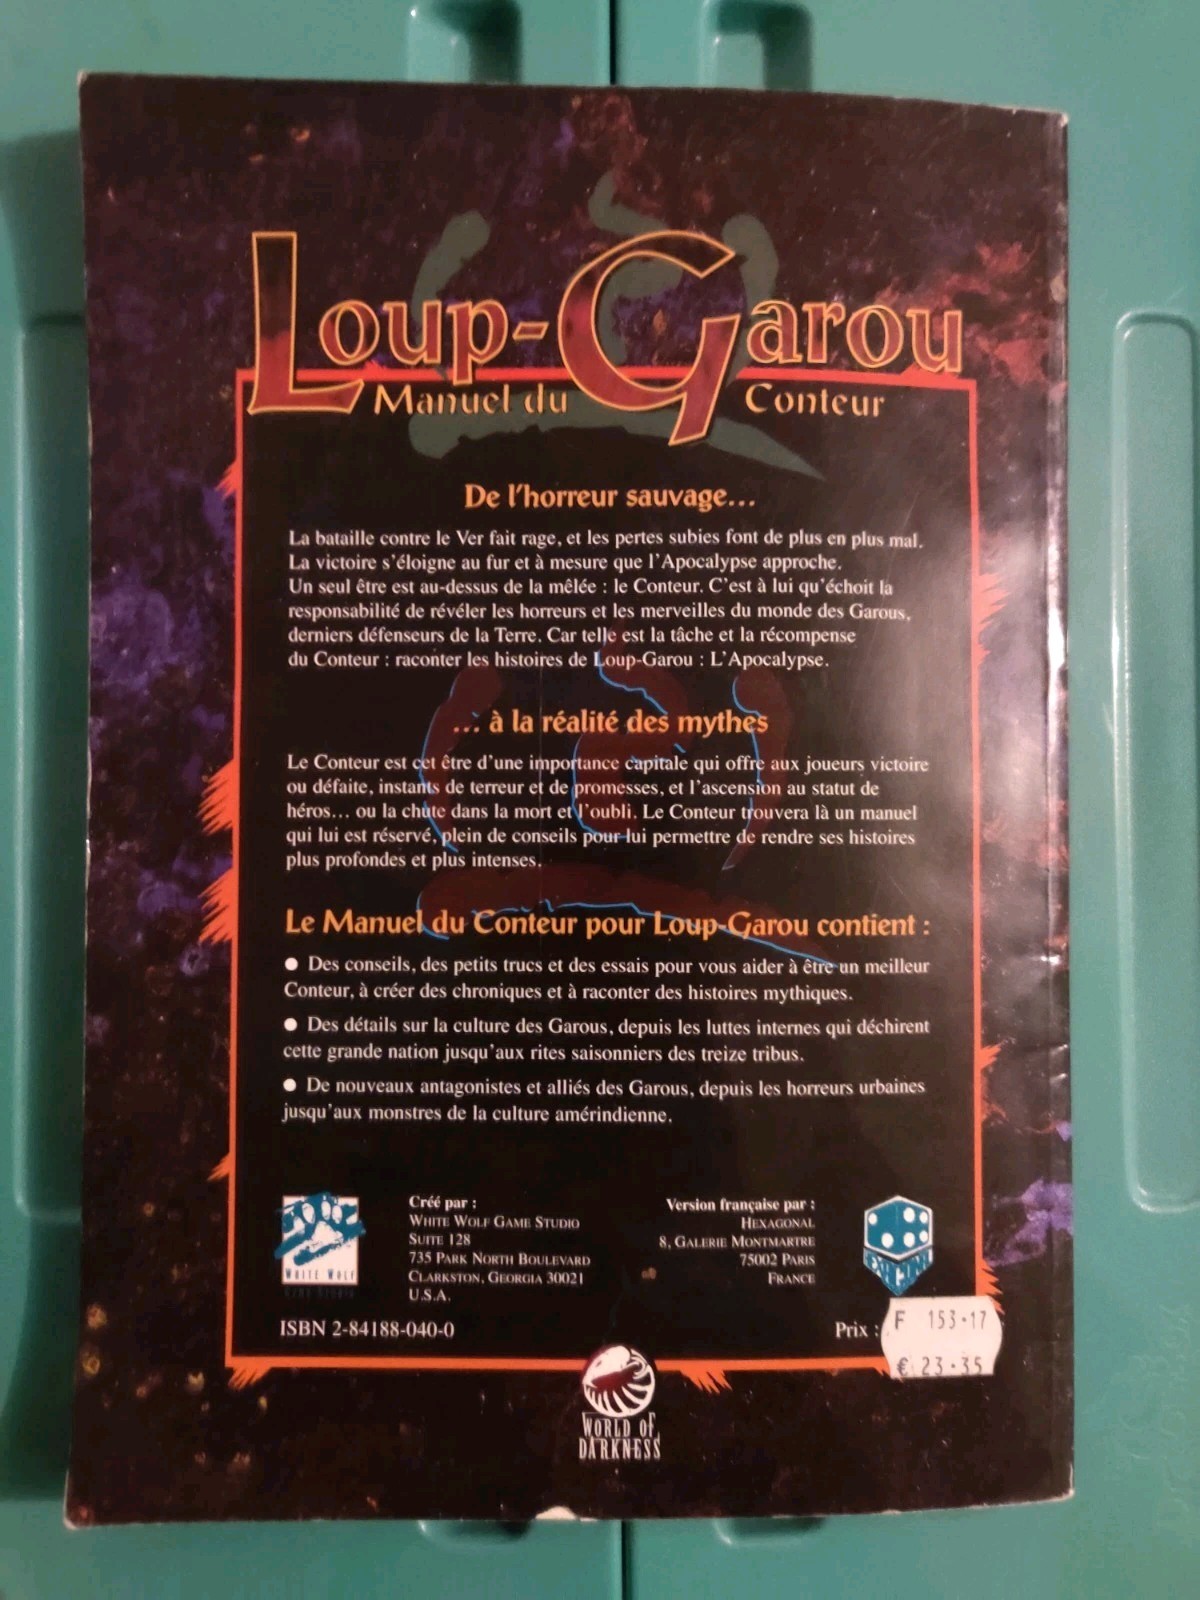 Loup-Garou
Manuel du Conteur
De l'horreur sauvage...
La bataille contre le Ver fait rage, et les pertes subies font de plus en plus mal.
La victoire s'éloigne au fur et à mesure que l'Apocalypse approche.
Un seul être est au-dessus de la mêlée : le Conteur. C'est à lui qu'échoit la
responsabilité de révéler les horreurs et les merveilles du monde des Garous,
derniers défenseurs de la Terre. Car telle est la tâche et la récompense
du Conteur : raconter les histoires de Loup-Garou : L'Apocalypse.
... à la réalité des mythes
Le Conteur est cet être d'une importance capitale qui offre aux joueurs victoire
ou défaite, instants de terreur et de promesses, et l'ascension au statut de
héros... ou la chute dans la mort et l'oubli. Le Conteur trouvera là un manuel
qui lui est réservé, plein de conseils pour lui permettre de rendre ses histoires
plus profondes et plus intenses.
Le Manuel du Conteur pour Loup-Garou contient :
● Des conseils, des petits trucs et des essais pour vous aider à être un meilleur
Conteur, à créer des chroniques et à raconter des histoires mythiques.
● Des détails sur la culture des Garous, depuis les luttes internes qui déchirent
cette grande nation jusqu'aux rites saisonniers des treize tribus.
● De nouveaux antagonistes et alliés des Garous, depuis les horreurs urbaines
jusqu'aux monstres de la culture amérindienne.
WHITE WOLF
GAME STUDIO
Créé par :
WHITE WOLF GAME STUDIO
SUITE 128
735 PARK NORTH BOULEVARD
CLARKSTON, GEORGIA 30021
U.S.A.
Version française par :
HEXAGONAL
8, GALERIE MONTMARTRE
75002 PARIS
FRANCE
HEXAGONAL
ISBN 2-84188-040-0
Prix :
F 153·17
€ 23·35
WORLD OF
DARKNESS